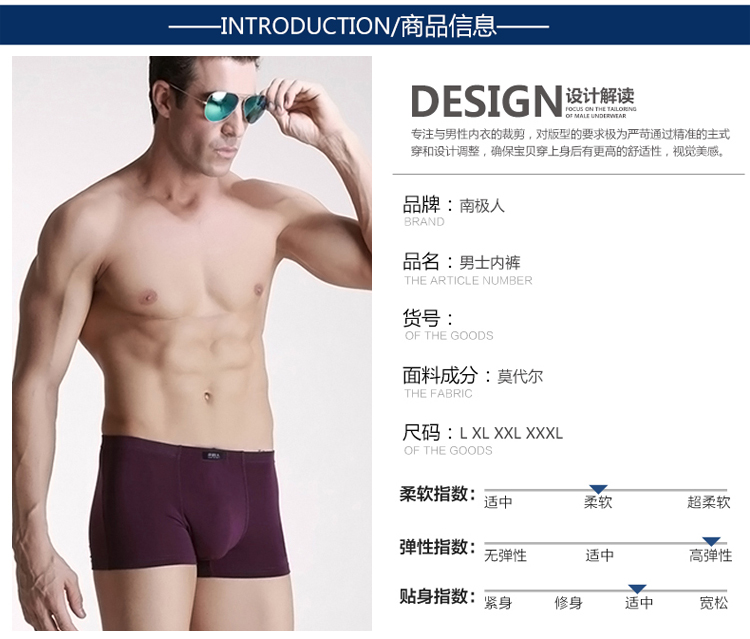 INTRODUCTION/商品信息
DESIGN设计解读
FOCUS ON THE TAILORING
OF MALE UNDERWEAR
专注与男性内衣的裁剪，对版型的要求极为严苛通过精准的主式
穿和设计调整，确保宝贝穿上身后有更高的舒适性，视觉美感。
品牌：南极人
BRAND
品名：男士内裤
THE ARTICLE NUMBER
货号：
OF THE GOODS
面料成分：莫代尔
THE FABRIC
尺码：L XL XXL XXXL
OF THE GOODS
柔软指数：
适中 柔软 超柔软
弹性指数：
无弹性 适中 高弹性
贴身指数：
紧身 修身 适中 宽松